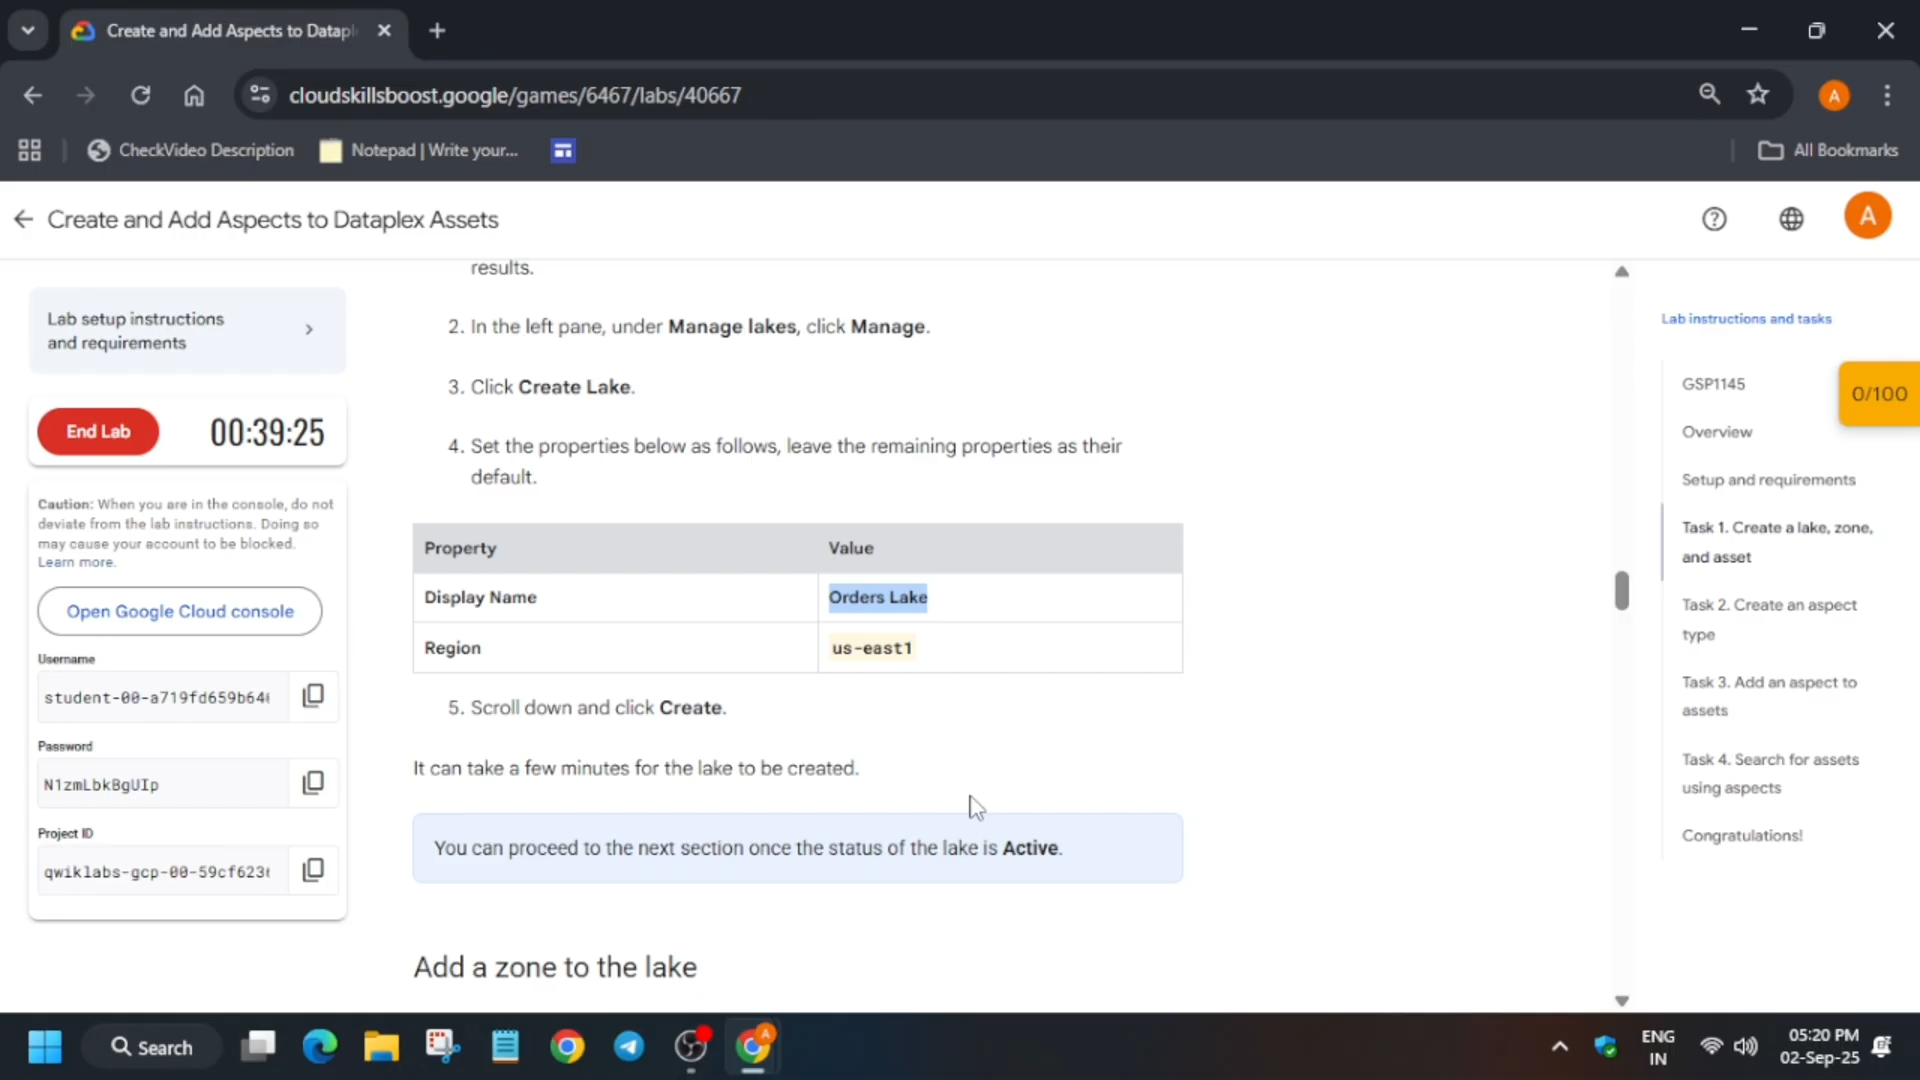 Create and Add Aspects to Datapl
cloudskillsboost.google/games/6467/labs/40667
A
CheckVideo Description
Notepad | Write your...
All Bookmarks
Create and Add Aspects to Dataplex Assets
A
results.
2. In the left pane, under Manage lakes, click Manage.
3. Click Create Lake.
4. Set the properties below as follows, leave the remaining properties as their
default.
Property Value
Display Name Orders Lake
Region us-east1
5. Scroll down and click Create.
It can take a few minutes for the lake to be created.
You can proceed to the next section once the status of the lake is Active.
Add a zone to the lake
Lab setup instructions
and requirements
End Lab 00:39:25
Caution: When you are in the console, do not
deviate from the lab instructions. Doing so
may cause your account to be blocked.
Learn more.
Open Google Cloud console
Username
student-00-a719fd659b64
Password
N1zmLbkBgUIp
Project ID
qwiklabs-gcp-00-59cf623
Lab instructions and tasks
GSP1145
0/100
Overview
Setup and requirements
Task 1. Create a lake, zone,
and asset
Task 2. Create an aspect
type
Task 3. Add an aspect to
assets
Task 4. Search for assets
using aspects
Congratulations!
Search
A
ENG
IN
05:20 PM
02-Sep-25